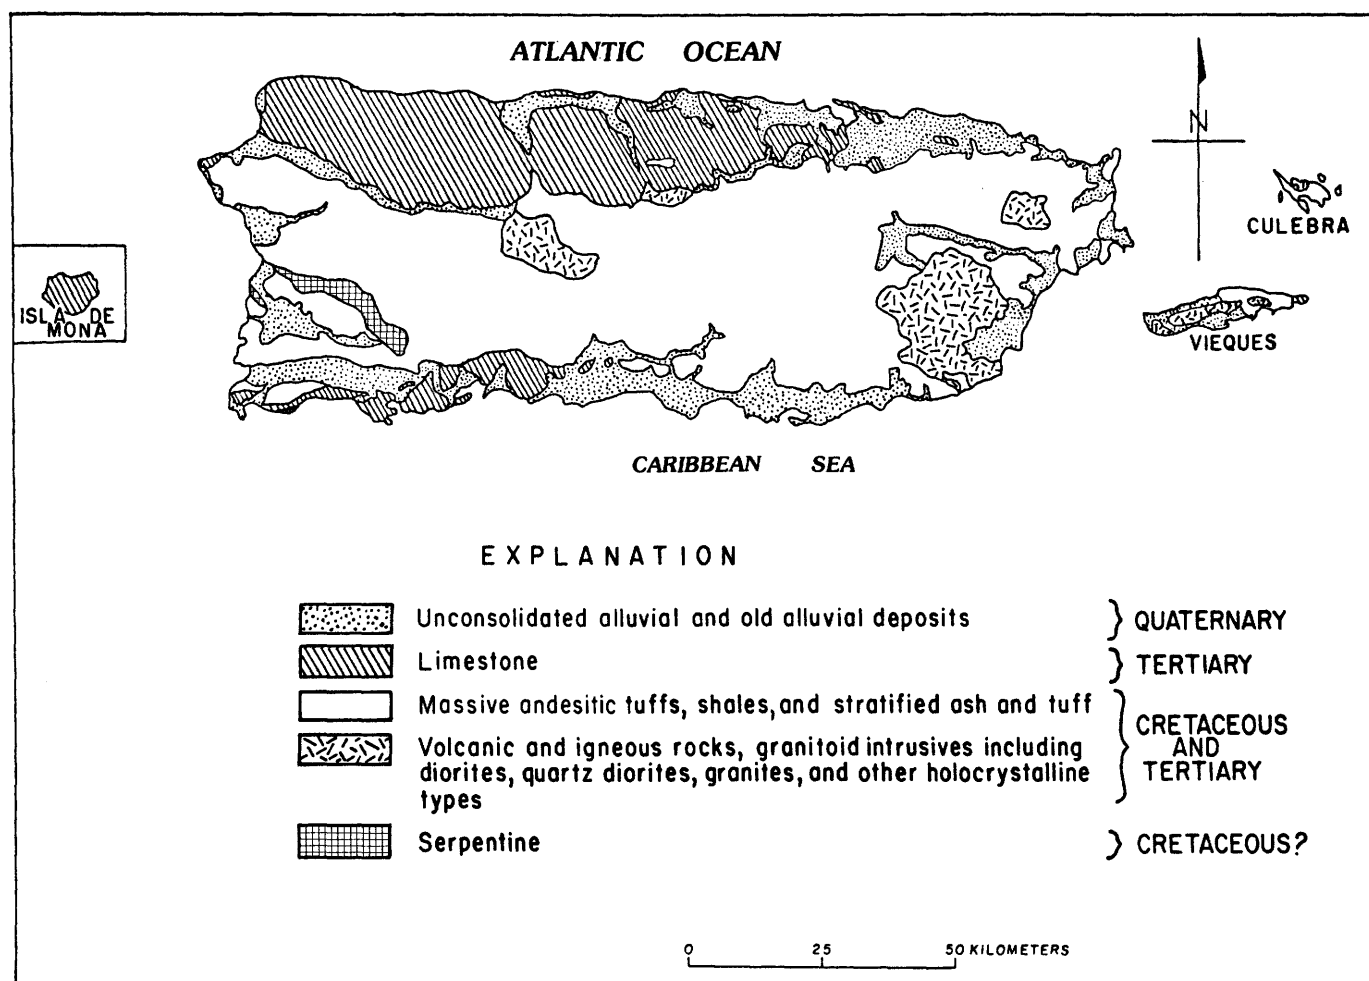 ATLANTIC OCEAN
N
CULEBRA
ISLA DE
MONA
VIEQUES
CARIBBEAN SEA
EXPLANATION
Unconsolidated alluvial and old alluvial deposits
QUATERNARY
Limestone
TERTIARY
Massive andesitic tuffs, shales, and stratified ash and tuff
Volcanic and igneous rocks, granitoid intrusives including
diorites, quartz diorites, granites, and other holocrystalline
types
CRETACEOUS
AND
TERTIARY
Serpentine
CRETACEOUS?
0 25 50 KILOMETERS